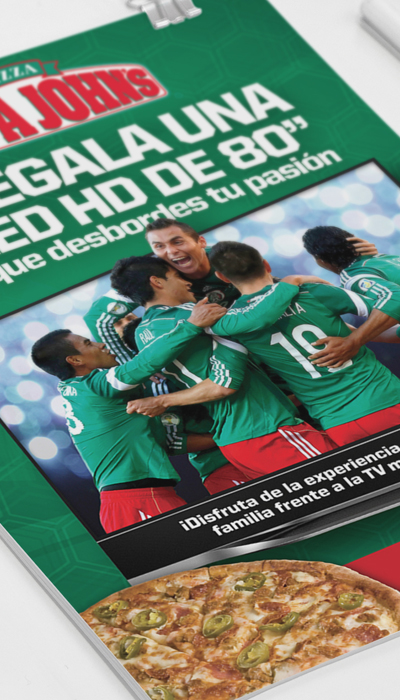 ZZA
A JOHN'S
EGALA UNA
ED HD DE 80”
que desbordes tu pasión
10
¡Disfruta de la experiencia
familia frente a la TV m